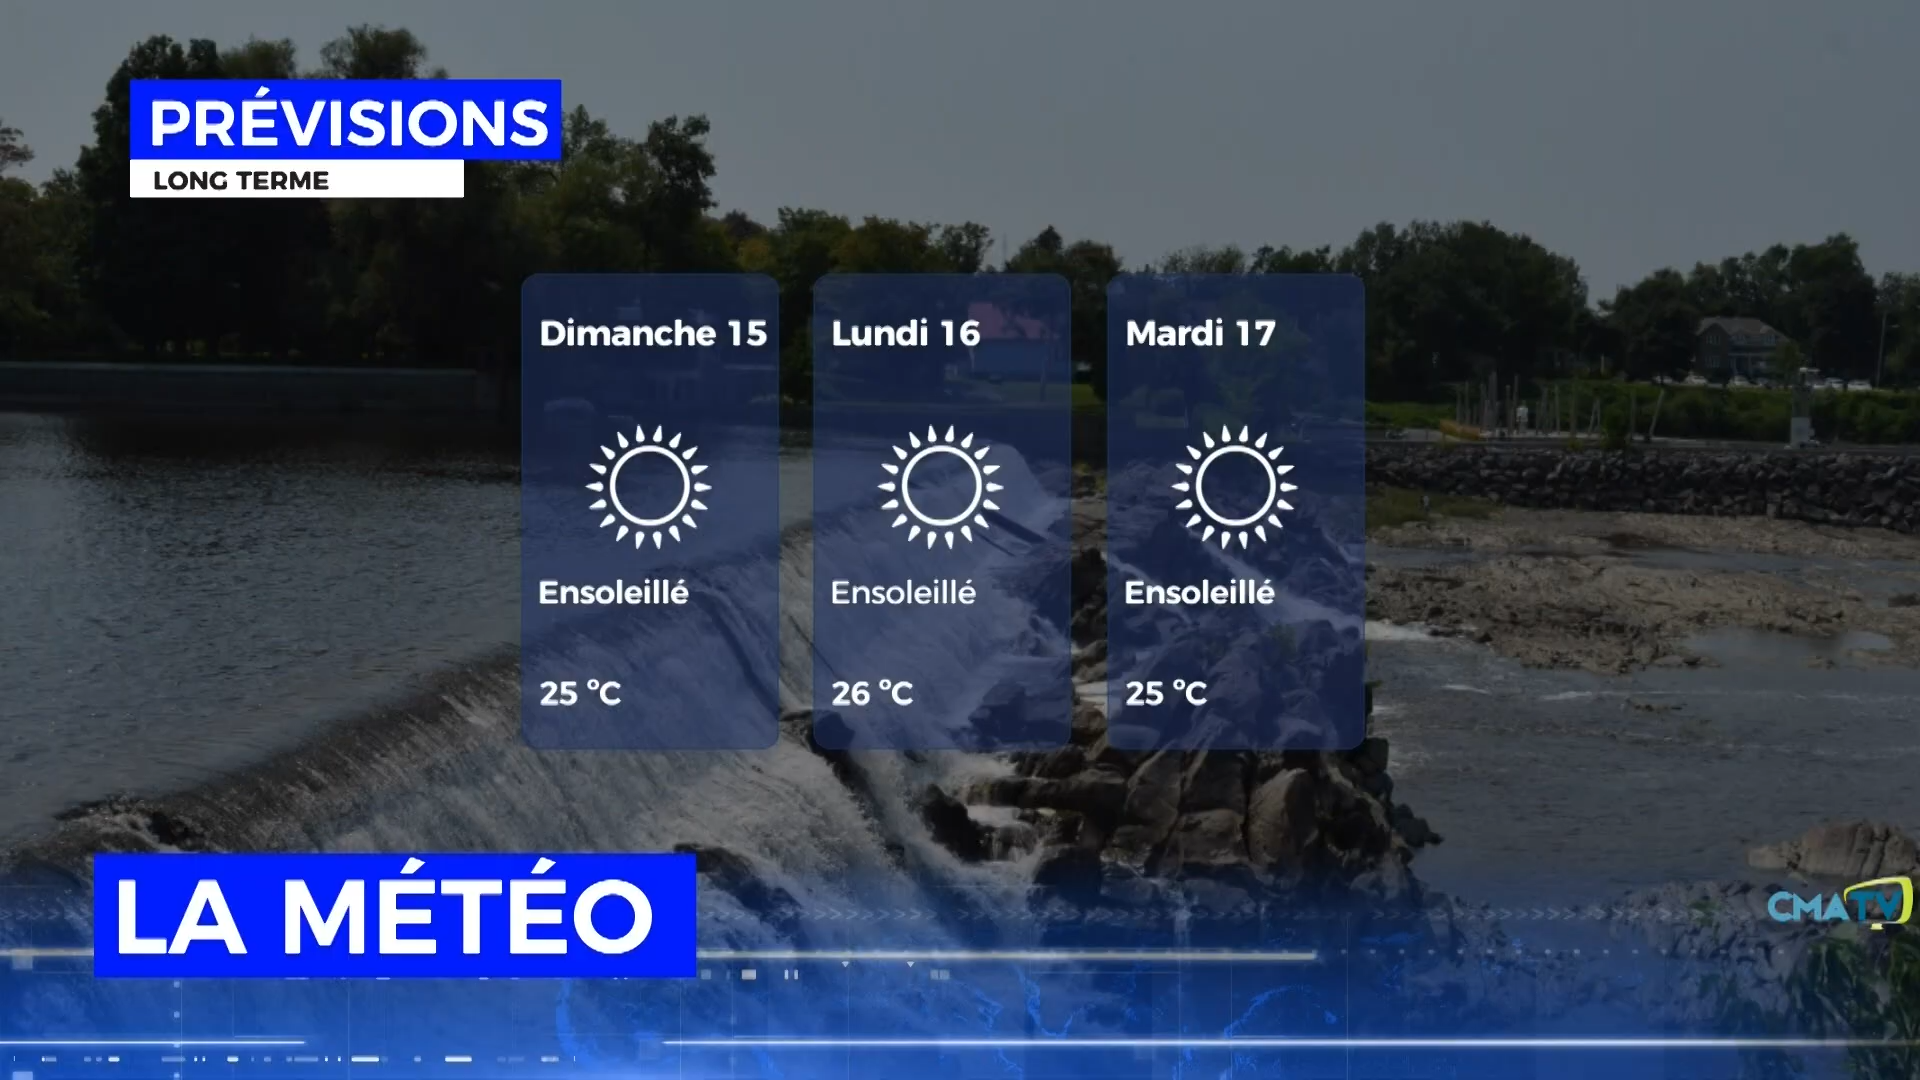 PRÉVISIONS
LONG TERME
Dimanche 15
Ensoleillé
25 °C
Lundi 16
Ensoleillé
26 °C
Mardi 17
Ensoleillé
25 °C
LA MÉTÉO
CMATV